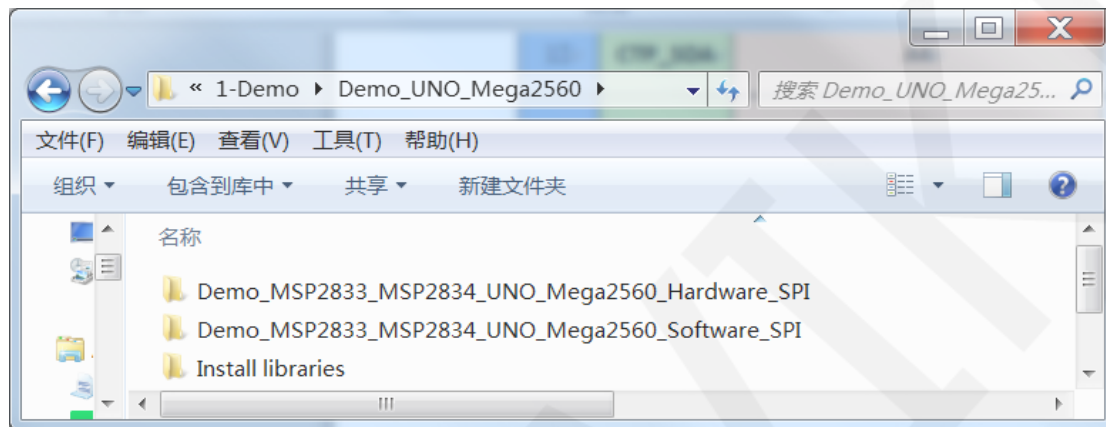 CTP_SDA
« 1-Demo ▸ Demo_UNO_Mega2560 ▸
搜索 Demo_UNO_Mega25...
文件(F) 编辑(E) 查看(V) 工具(T) 帮助(H)
组织 包含到库中 共享 新建文件夹
名称
Demo_MSP2833_MSP2834_UNO_Mega2560_Hardware_SPI
Demo_MSP2833_MSP2834_UNO_Mega2560_Software_SPI
Install libraries